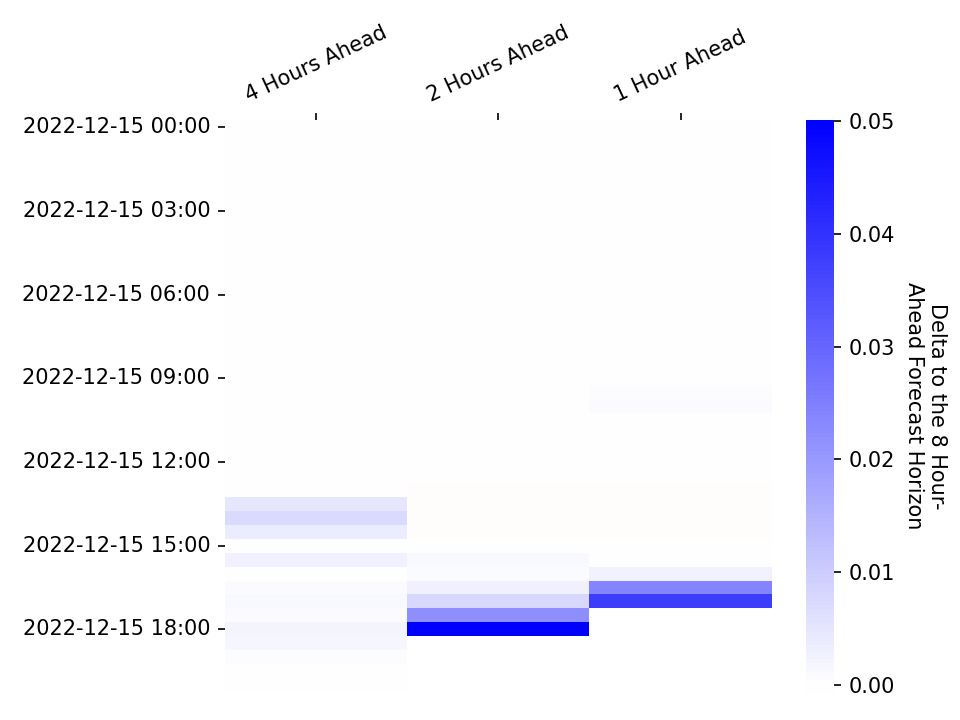 4 Hours Ahead
2 Hours Ahead
1 Hour Ahead
2022-12-15 00:00
2022-12-15 03:00
2022-12-15 06:00
2022-12-15 09:00
2022-12-15 12:00
2022-12-15 15:00
2022-12-15 18:00
0.05
0.04
0.03
0.02
0.01
0.00
Delta to the 8 Hour-
Ahead Forecast Horizon